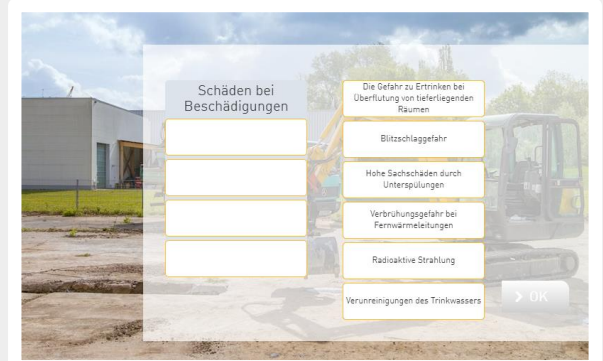 Schäden bei
Beschädigungen
Die Gefahr zu Ertrinken bei
Überflutung von tieferliegenden
Räumen
Blitzschlaggefahr
Hohe Sachschäden durch
Unterspülungen
Verbrühungsgefahr bei
Fernwärmeleitungen
Radioaktive Strahlung
Verunreinigungen des Trinkwassers
> OK